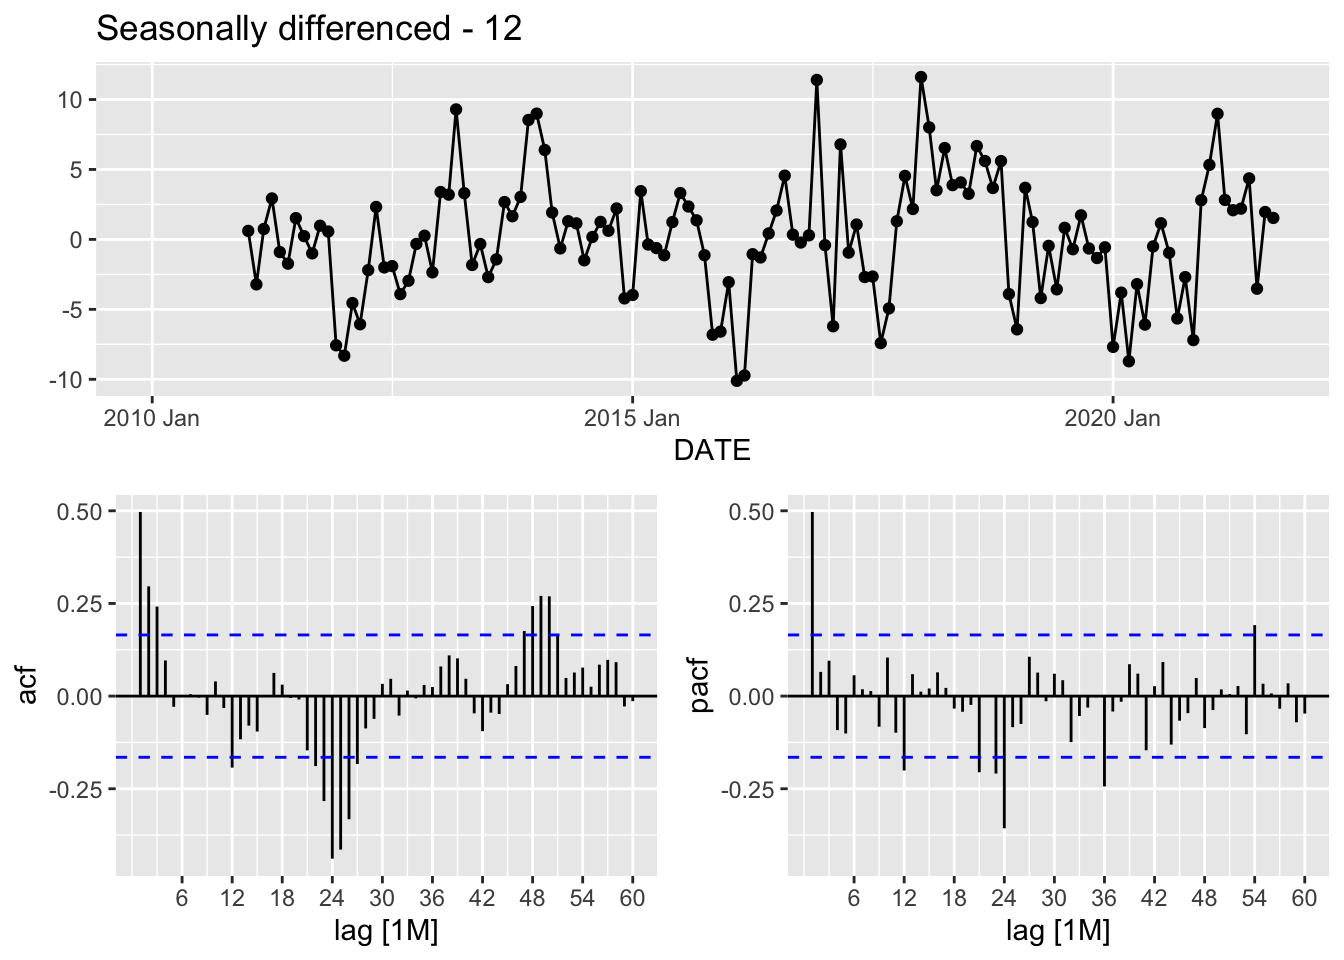 Seasonally differenced - 12
10
5
0
-5
-10
2010 Jan 2015 Jan 2020 Jan
DATE
acf
0.50
0.25
0.00
-0.25
6 12 18 24 30 36 42 48 54 60
lag [1M]
pacf
0.50
0.25
0.00
-0.25
6 12 18 24 30 36 42 48 54 60
lag [1M]